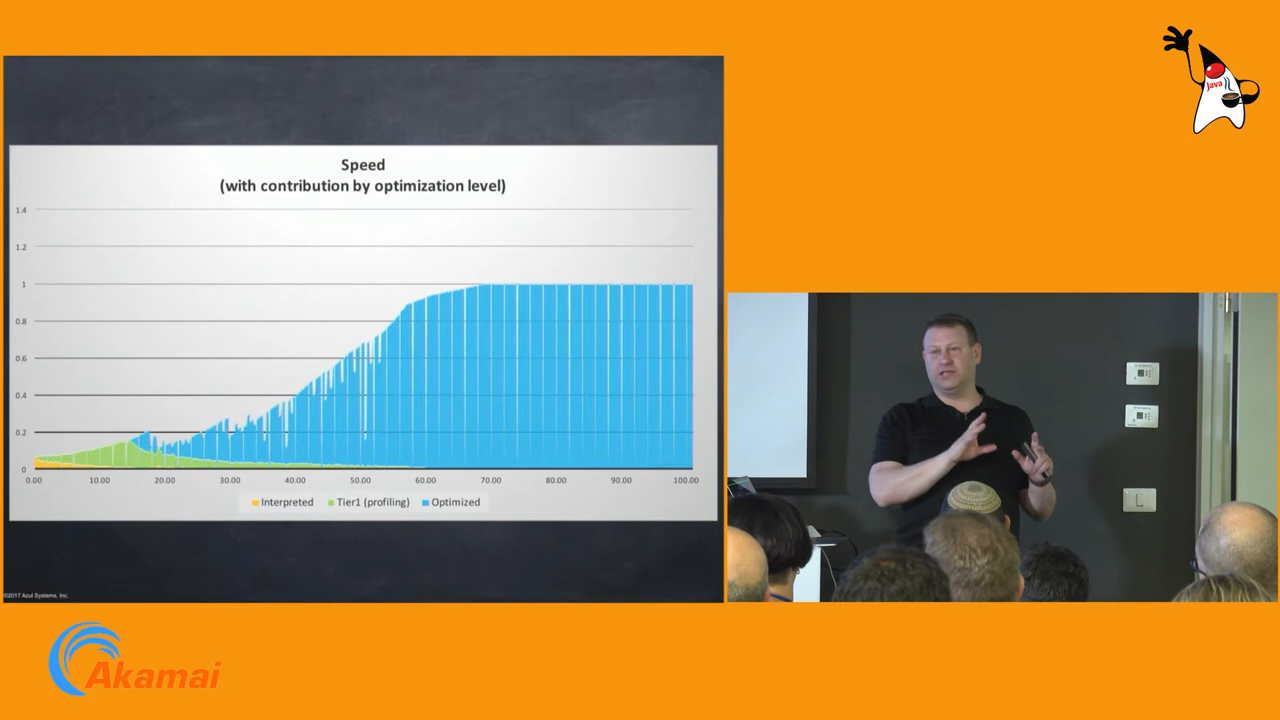 Speed
(with contribution by optimization level)
1.4
1.2
1
0.8
0.6
0.4
0.2
0
0.00 10.00 20.00 30.00 40.00 50.00 60.00 70.00 80.00 90.00 100.00
Interpreted Tier1 (profiling) Optimized
©2017 Azul Systems, Inc.
Java
Akamai